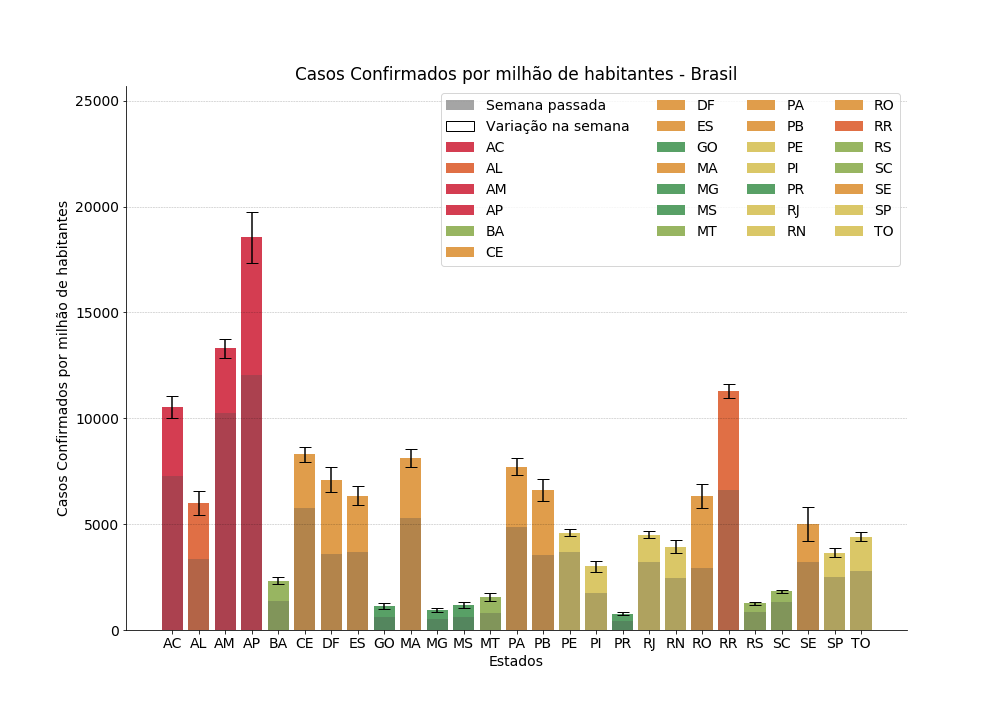 Casos Confirmados por milhão de habitantes - Brasil
Semana passada
Variação na semana
AC
AL
AM
AP
BA
CE
DF
ES
GO
MA
MG
MS
MT
PA
PB
PE
PI
PR
RJ
RN
RO
RR
RS
SC
SE
SP
TO
Casos Confirmados por milhão de habitantes
25000
20000
15000
10000
5000
0
AC AL AM AP BA CE DF ES GO MA MG MS MT PA PB PE PI PR RJ RN RO RR RS SC SE SP TO
Estados